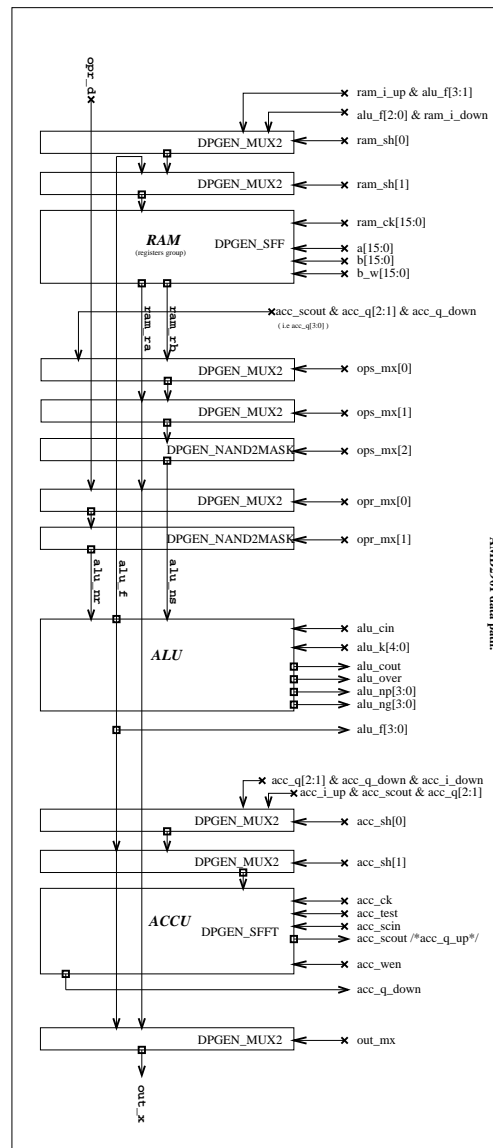 opr_d
ram_i_up & alu_f[3:1]
alu_f[2:0] & ram_i_down
DPGEN_MUX2
ram_sh[0]
DPGEN_MUX2
ram_sh[1]
RAM
(registers group)
DPGEN_SFF
ram_ck[15:0]
a[15:0]
b[15:0]
b_w[15:0]
ram_ra
ram_rb
acc_scout & acc_q[2:1] & acc_q_down
( i.e acc_q[3:0] )
DPGEN_MUX2
ops_mx[0]
DPGEN_MUX2
ops_mx[1]
DPGEN_NAND2MASK
ops_mx[2]
DPGEN_MUX2
opr_mx[0]
DPGEN_NAND2MASK
opr_mx[1]
alu_nr
alu_f
alu_ns
ALU
alu_cin
alu_k[4:0]
alu_cout
alu_over
alu_np[3:0]
alu_ng[3:0]
alu_f[3:0]
acc_q[2:1] & acc_q_down & acc_i_down
acc_i_up & acc_scout & acc_q[2:1]
DPGEN_MUX2
acc_sh[0]
DPGEN_MUX2
acc_sh[1]
ACCU
DPGEN_SFFT
acc_ck
acc_test
acc_scin
acc_scout /*acc_q_up*/
acc_wen
acc_q_down
DPGEN_MUX2
out_mx
out_x
data path